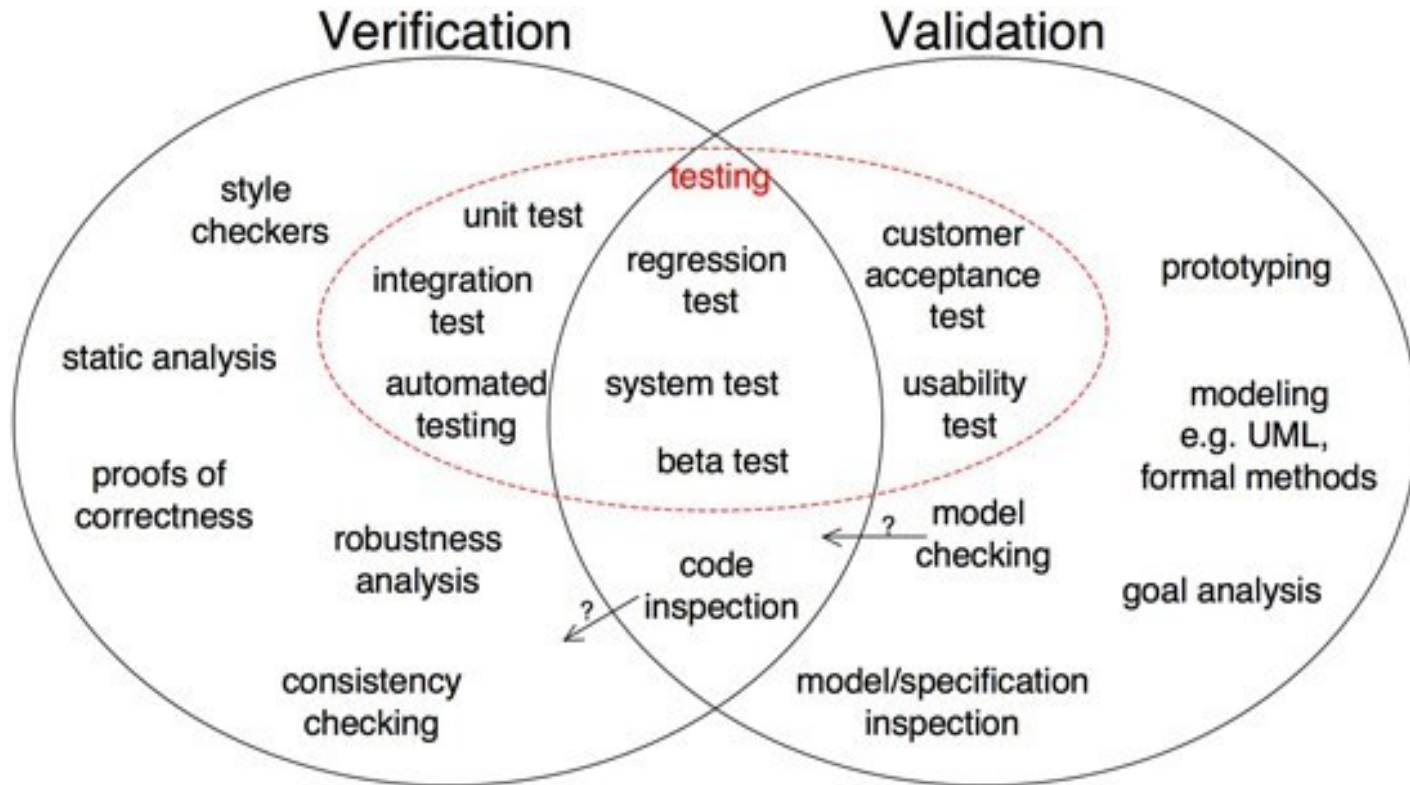 Verification
Validation
testing
style
checkers
unit test
integration
test
static analysis
automated
testing
proofs of
correctness
robustness
analysis
consistency
checking
regression
test
system test
beta test
code
inspection
?
customer
acceptance
test
usability
test
?
model
checking
model/specification
inspection
prototyping
modeling
e.g. UML,
formal methods
goal analysis